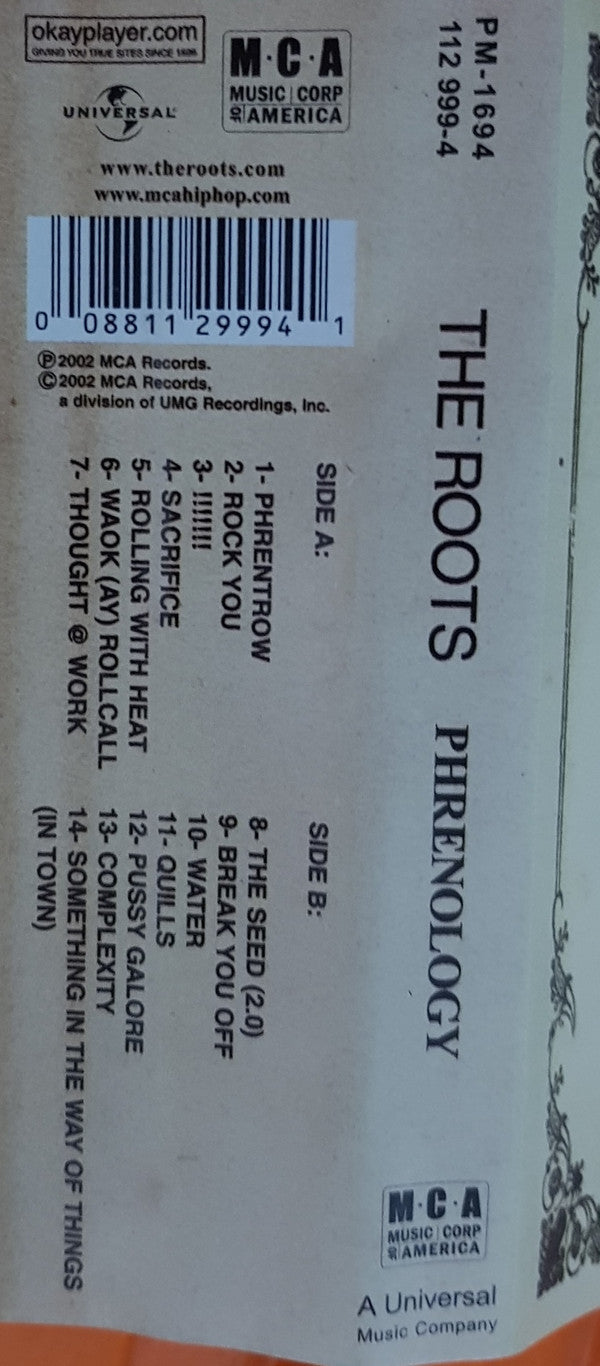 okayplayer.com
GIVING YOU TRUE SITES SINCE 1896
UNIVERSAL
M·C·A
MUSIC CORP
OF AMERICA
www.theroots.com
www.mcahiphop.com
0 08811 29994 1
℗2002 MCA Records.
©2002 MCA Records,
a division of UMG Recordings, Inc.
SIDE A:
1- PHRENTROW
2- ROCK YOU
3- !!!!!!!
4- SACRIFICE
5- ROLLING WITH HEAT
6- WAOK (AY) ROLLCALL
7- THOUGHT @ WORK
SIDE B:
8- THE SEED (2.0)
9- BREAK YOU OFF
10- WATER
11- QUILLS
12- PUSSY GALORE
13- COMPLEXITY
14- SOMETHING IN THE WAY OF THINGS
(IN TOWN)
PM-1694
112 999-4
THE ROOTS PHRENOLOGY
M·C·A
MUSIC CORP
OF AMERICA
A Universal
Music Company